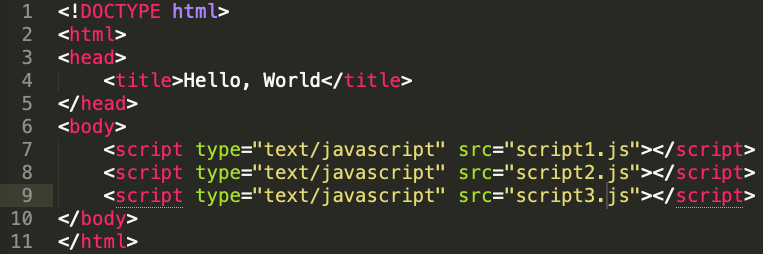 1 <!DOCTYPE html>
2 <html>
3 <head>
4 <title>Hello, World</title>
5 </head>
6 <body>
7 <script type="text/javascript" src="script1.js"></script>
8 <script type="text/javascript" src="script2.js"></script>
9 <script type="text/javascript" src="script3.js"></script>
10 </body>
11 </html>